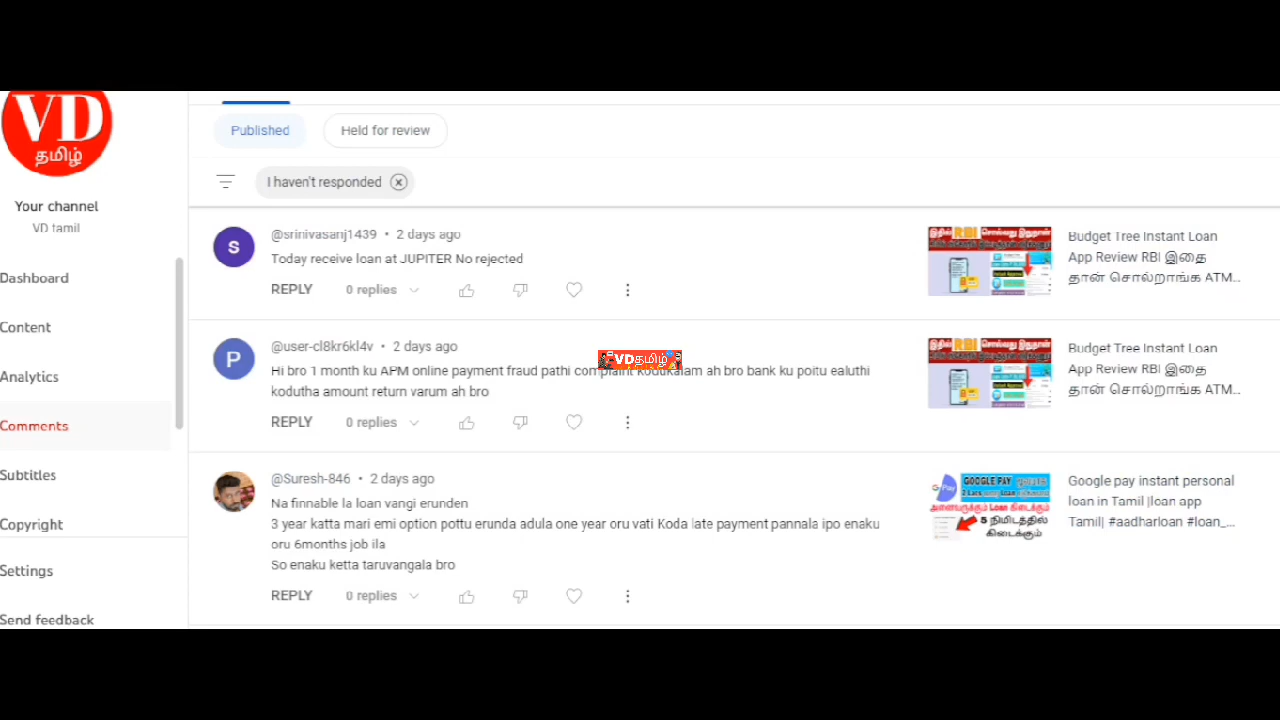 VD
தமிழ்
Your channel
VD tamil
Dashboard
Content
Analytics
Comments
Subtitles
Copyright
Settings
Send feedback
Published
Held for review
I haven't responded
S
@srinivasanj1439 • 2 days ago
Today receive loan at JUPITER No rejected
REPLY 0 replies
Budget Tree Instant Loan
App Review RBI இதை
தான் சொல்றாங்க ATM...
P
@user-cl8kr6kl4v • 2 days ago
Hi bro 1 month ku APM online payment fraud pathi complaint kodukalam ah bro bank ku poitu ealuthi
kodutha amount return varum ah bro
REPLY 0 replies
VDதமிழ்
Budget Tree Instant Loan
App Review RBI இதை
தான் சொல்றாங்க ATM...
@Suresh-846 • 2 days ago
Na finnable la loan vangi erunden
3 year katta mari emi option pottu erunda adula one year oru vati Koda late payment pannala ipo enaku
oru 6months job ila
So enaku ketta taruvangala bro
REPLY 0 replies
GOOGLE PAY
அனைவருக்கும் Loan கிடைக்கும்
5 நிமிடத்தில்
கிடைக்கும்
Google pay instant personal
loan in Tamil |loan app
Tamil| #aadharloan #loan_...